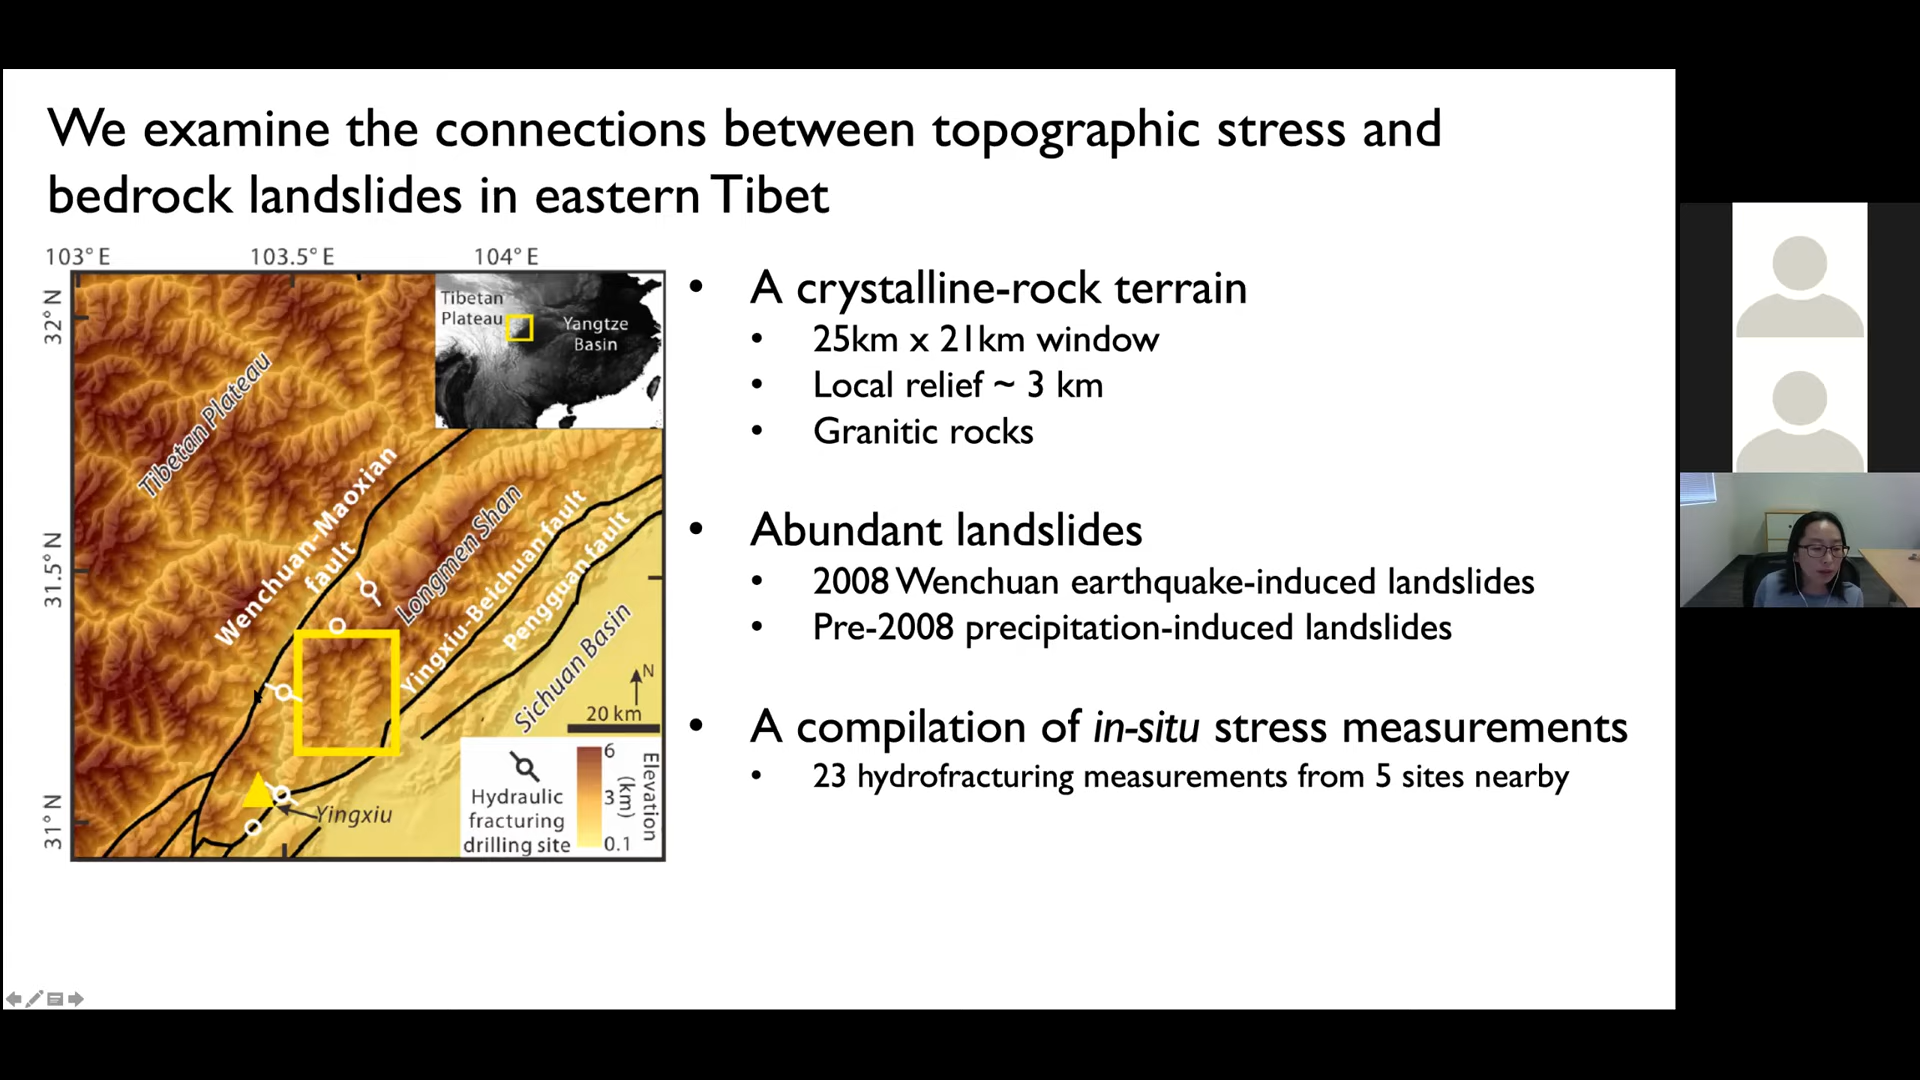 We examine the connections between topographic stress and
bedrock landslides in eastern Tibet
103° E
103.5° E
104° E
32° N
31.5° N
31° N
Tibetan
Plateau
Yangtze
Basin
Tibetan Plateau
Wenchuan-Maoxian
fault
Longmen Shan
Yingxiu-Beichuan fault
Pengguan fault
Sichuan Basin
N
20 km
Yingxiu
Hydraulic
fracturing
drilling site
6
3
0.1
(km)
Elevation
• A crystalline-rock terrain
• 25km x 21km window
• Local relief ~ 3 km
• Granitic rocks
• Abundant landslides
• 2008 Wenchuan earthquake-induced landslides
• Pre-2008 precipitation-induced landslides
• A compilation of in-situ stress measurements
• 23 hydrofracturing measurements from 5 sites nearby